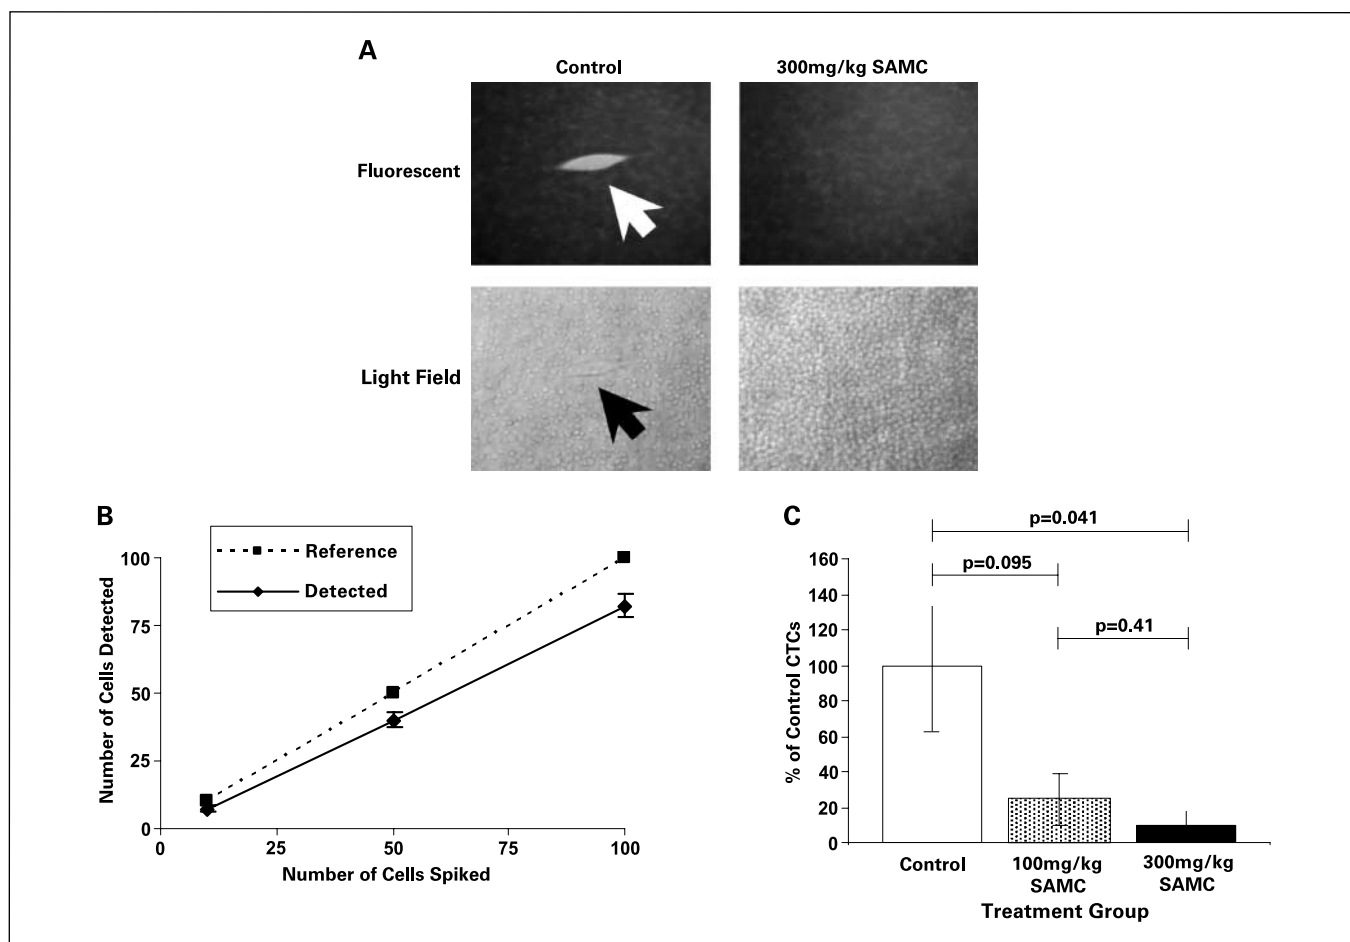 A
Control
300mg/kg SAMC
Fluorescent
Light Field
B
Reference
Detected
Number of Cells Detected
100
75
50
25
0
0
25
50
75
100
Number of Cells Spiked
C
p=0.041
p=0.095
p=0.41
% of Control CTCs
160
140
120
100
80
60
40
20
0
Control
100mg/kg
SAMC
300mg/kg
SAMC
Treatment Group